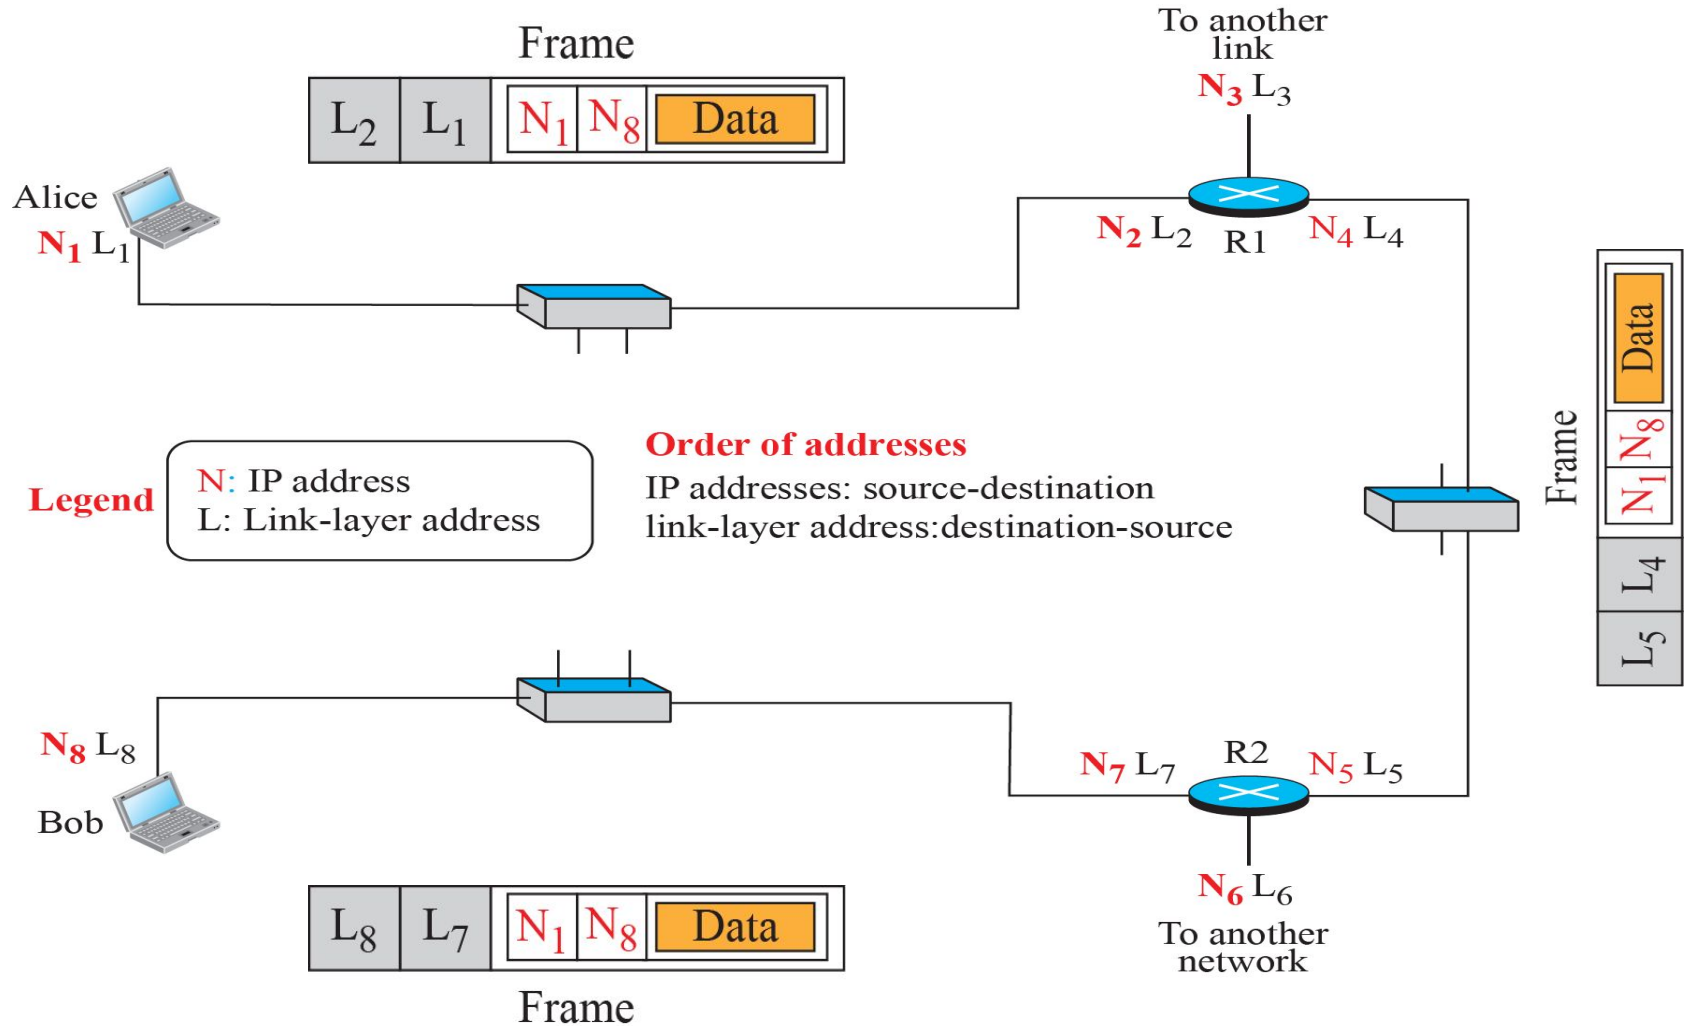 Frame
L2 L1 N1 N8 Data
To another
link
N3 L3
Alice
N1 L1
N2 L2
R1
N4 L4
Frame
L5 L4 N1 N8 Data
Legend
N: IP address
L: Link-layer address
Order of addresses
IP addresses: source-destination
link-layer address:destination-source
N8 L8
Bob
N7 L7
R2
N5 L5
N6 L6
To another
network
L8 L7 N1 N8 Data
Frame